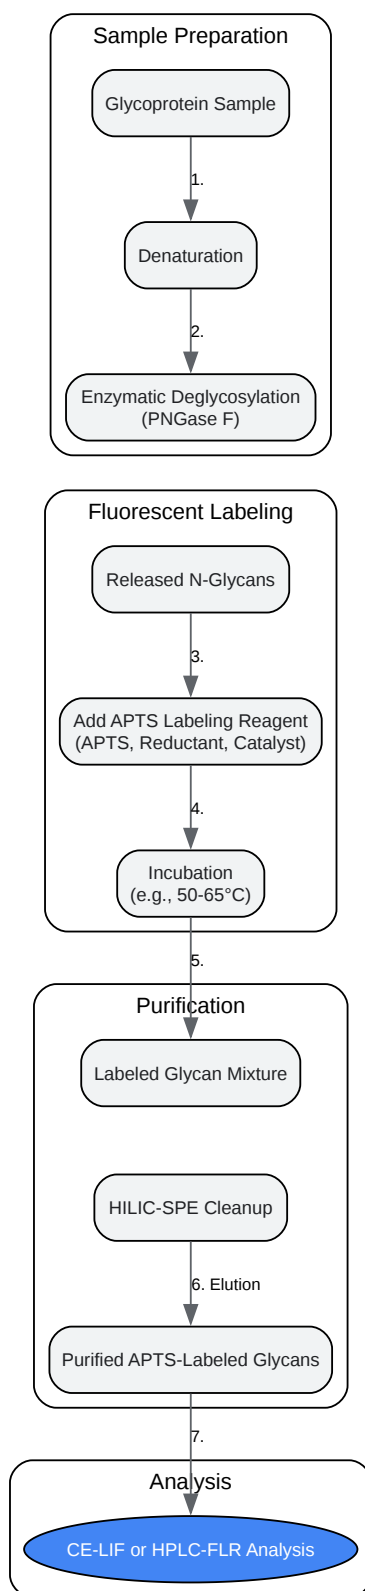 Sample Preparation
Glycoprotein Sample
1.
Denaturation
2.
Enzymatic Deglycosylation
(PNGase F)
Fluorescent Labeling
Released N-Glycans
3.
Add APTS Labeling Reagent
(APTS, Reductant, Catalyst)
4.
Incubation
(e.g., 50-65°C)
5.
Purification
Labeled Glycan Mixture
HILIC-SPE Cleanup
6. Elution
Purified APTS-Labeled Glycans
7.
Analysis
CE-LIF or HPLC-FLR Analysis